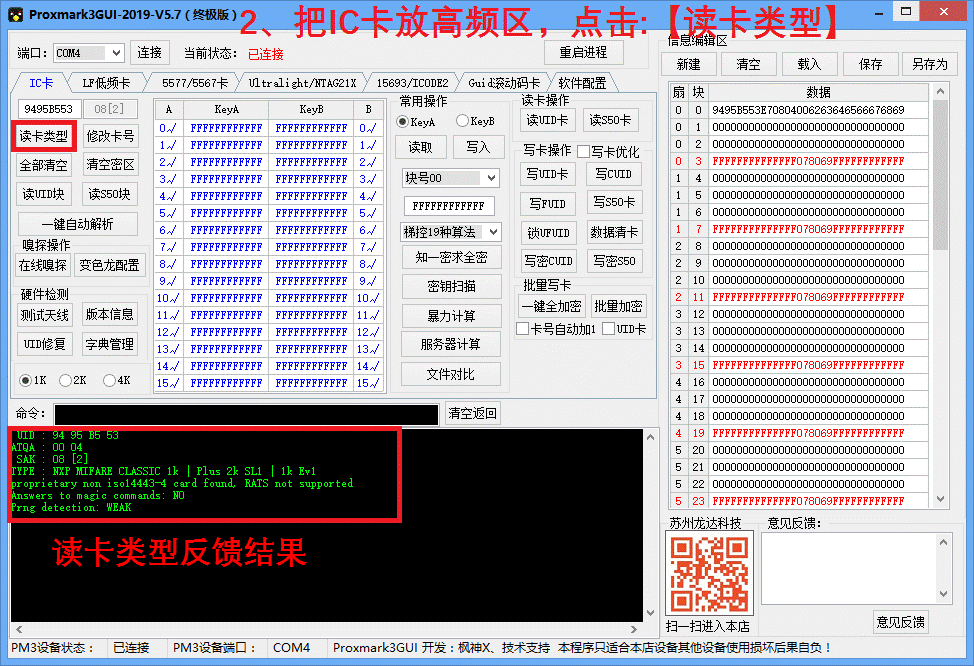 Proxmark3GUI-2019-V5.7 ( 终极版 )
2、把IC卡放高频区，点击:【读卡类型】
端口: COM4 连接 当前状态: 已连接 重启进程
IC卡 LF低频卡 5577/5567卡 Ultralight/NTAG21X 15693/ICODE2 Guid滚动码卡 软件配置
9495B553 08[2]
读卡类型 修改卡号
全部清空 清空密区
读UID块 读S50块
一键自动解析
嗅探操作
在线嗅探 变色龙配置
硬件检测
测试天线 版本信息
UID修复 字典管理
1K 2K 4K
A KeyA KeyB B
0√ FFFFFFFFFFFF FFFFFFFFFFFF 0√
1√ FFFFFFFFFFFF FFFFFFFFFFFF 1√
2√ FFFFFFFFFFFF FFFFFFFFFFFF 2√
3√ FFFFFFFFFFFF FFFFFFFFFFFF 3√
4√ FFFFFFFFFFFF FFFFFFFFFFFF 4√
5√ FFFFFFFFFFFF FFFFFFFFFFFF 5√
6√ FFFFFFFFFFFF FFFFFFFFFFFF 6√
7√ FFFFFFFFFFFF FFFFFFFFFFFF 7√
8√ FFFFFFFFFFFF FFFFFFFFFFFF 8√
9√ FFFFFFFFFFFF FFFFFFFFFFFF 9√
10√ FFFFFFFFFFFF FFFFFFFFFFFF 10√
11√ FFFFFFFFFFFF FFFFFFFFFFFF 11√
12√ FFFFFFFFFFFF FFFFFFFFFFFF 12√
13√ FFFFFFFFFFFF FFFFFFFFFFFF 13√
14√ FFFFFFFFFFFF FFFFFFFFFFFF 14√
15√ FFFFFFFFFFFF FFFFFFFFFFFF 15√
常用操作
KeyA KeyB
读取 写入
块号00
FFFFFFFFFFFF
梯控19种算法
知一密求全密
密钥扫描
暴力计算
服务器计算
文件对比
读卡操作
读UID卡 读S50卡
写卡操作 写卡优化
写UID卡 写CUID
写FUID 写S50卡
锁UFUID 数据清卡
写密CUID 写密S50
批量写卡
一键全加密 批量加密
卡号自动加1 UID卡
信息编辑区
新建 清空 载入 保存 另存为
扇 块 数据
0 0 9495B553E70804006263646566676869
0 1 00000000000000000000000000000000
0 2 00000000000000000000000000000000
0 3 FFFFFFFFFFFFFF078069FFFFFFFFFFFF
1 4 00000000000000000000000000000000
1 5 00000000000000000000000000000000
1 6 00000000000000000000000000000000
1 7 FFFFFFFFFFFFFF078069FFFFFFFFFFFF
2 8 00000000000000000000000000000000
2 9 00000000000000000000000000000000
2 10 00000000000000000000000000000000
2 11 FFFFFFFFFFFFFF078069FFFFFFFFFFFF
3 12 00000000000000000000000000000000
3 13 00000000000000000000000000000000
3 14 00000000000000000000000000000000
3 15 FFFFFFFFFFFFFF078069FFFFFFFFFFFF
4 16 00000000000000000000000000000000
4 17 00000000000000000000000000000000
4 18 00000000000000000000000000000000
4 19 FFFFFFFFFFFFFF078069FFFFFFFFFFFF
5 20 00000000000000000000000000000000
5 21 00000000000000000000000000000000
5 22 00000000000000000000000000000000
5 23 FFFFFFFFFFFFFF078069FFFFFFFFFFFF
命令: 清空返回
UID : 94 95 B5 53
ATQA : 00 04
SAK : 08 [2]
TYPE : NXP MIFARE CLASSIC 1k | Plus 2k SL1 | 1k Ev1
proprietary non iso14443-4 card found, RATS not supported
Answers to magic commands: NO
Prng detection: WEAK
读卡类型反馈结果
苏州龙达科技 意见反馈:
扫一扫进入本店 意见反馈
PM3设备状态： 已连接 PM3设备端口： COM4 Proxmark3GUI 开发：枫神X、技术支持 本程序只适合本店设备其他设备使用损坏后果自负！